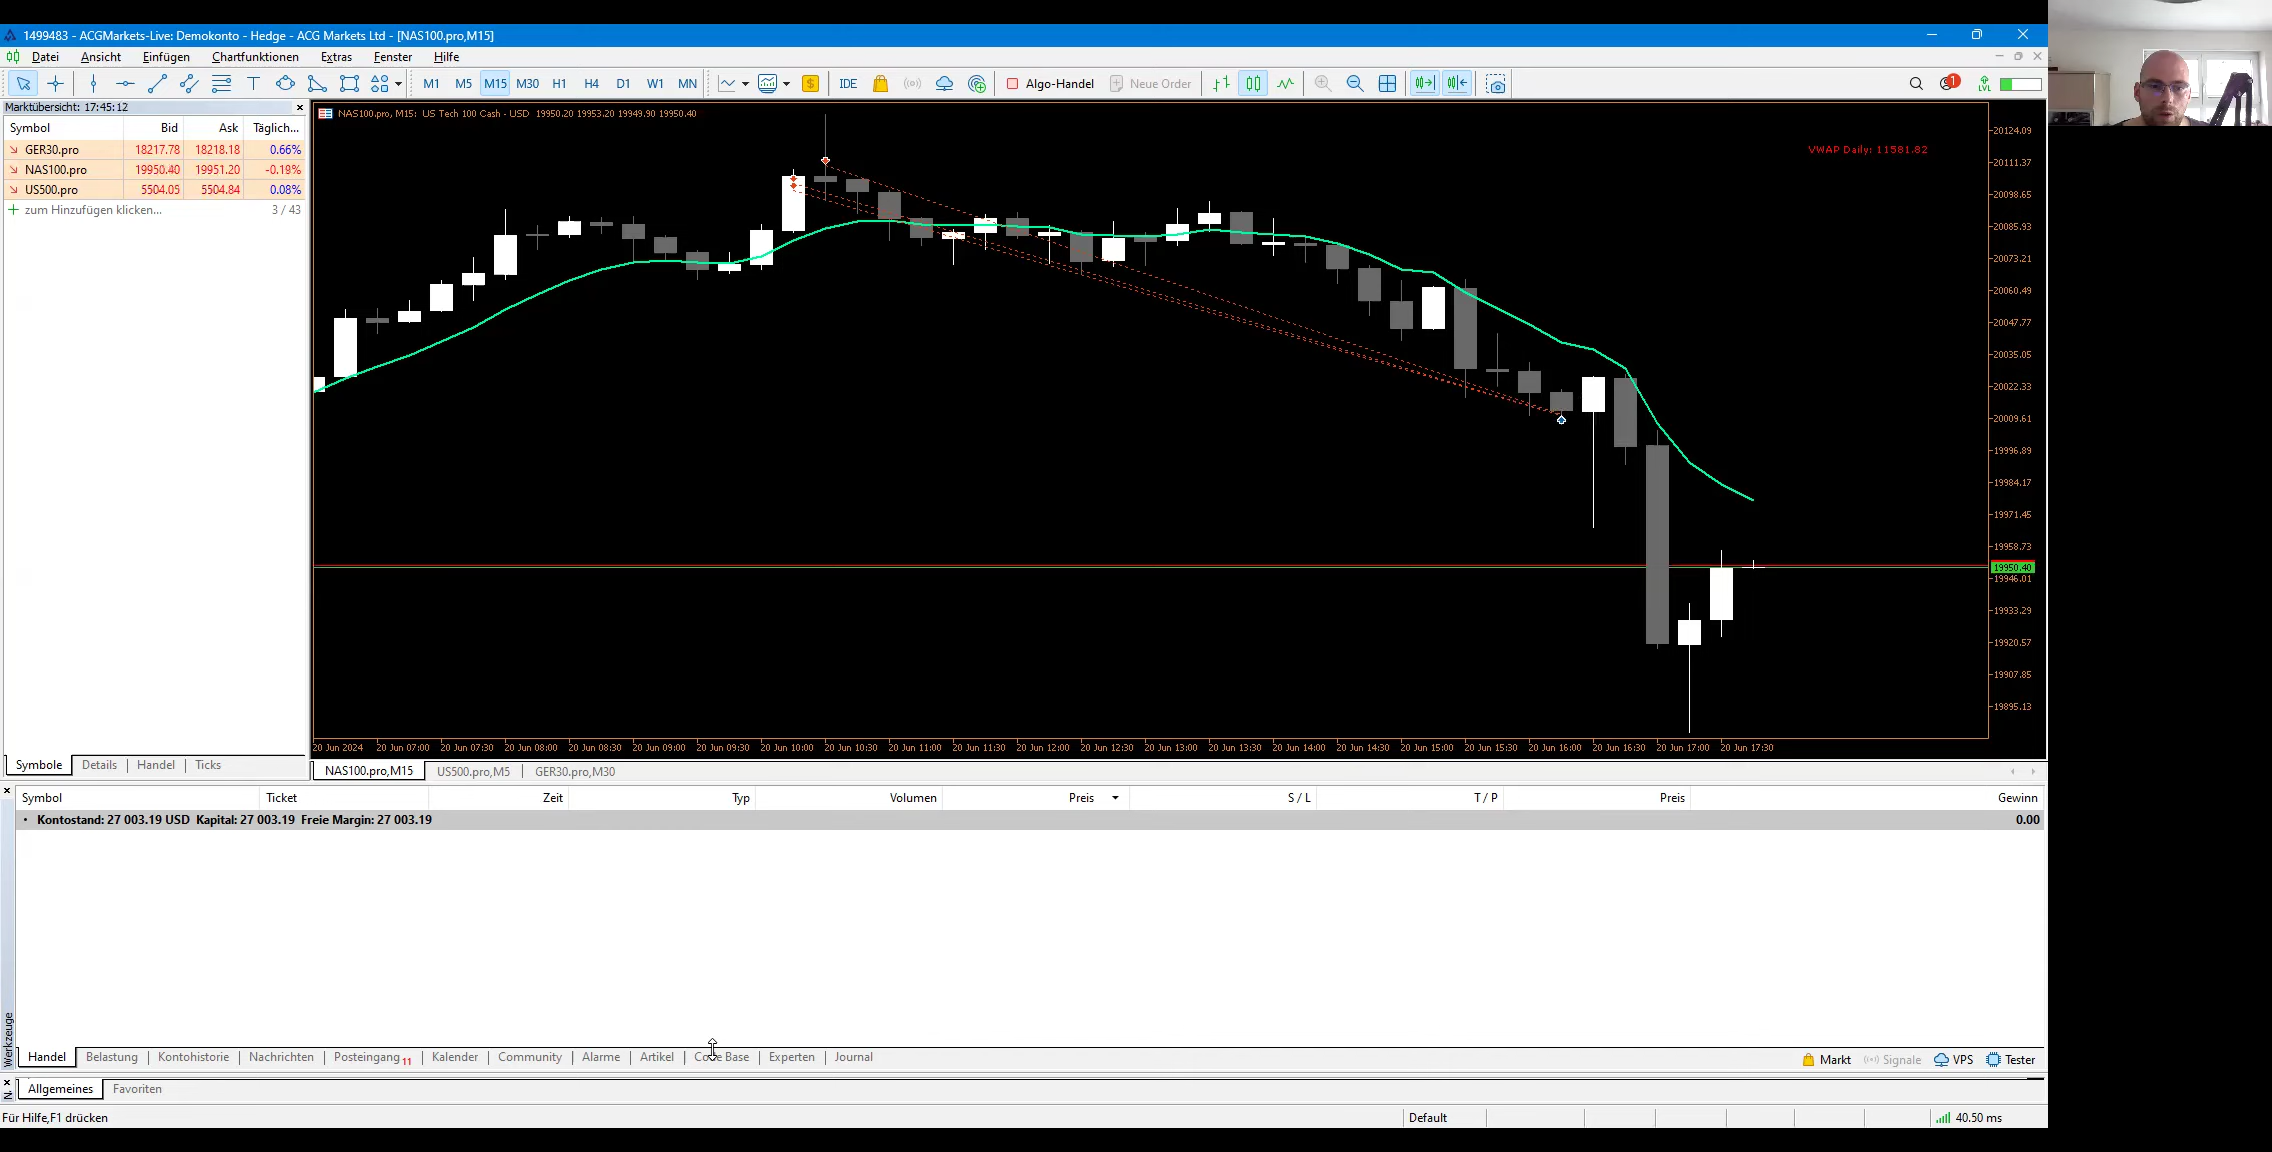 1499483 - ACGMarkets-Live: Demokonto - Hedge - ACG Markets Ltd - [NAS100.pro,M15]
Datei Ansicht Einfügen Chartfunktionen Extras Fenster Hilfe
M1 M5 M15 M30 H1 H4 D1 W1 MN IDE Algo-Handel Neue Order 1 LVL
Marktübersicht: 17:45:12
Symbol Bid Ask Täglich...
GER30.pro 18217.78 18218.18 0.66%
NAS100.pro 19950.40 19951.20 -0.19%
US500.pro 5504.05 5504.84 0.08%
zum Hinzufügen klicken... 3 / 43
Symbole Details Handel Ticks
NAS100.pro, M15: US Tech 100 Cash - USD 19950.20 19953.20 19949.90 19950.40
VWAP Daily: 11581.82
20124.09
20111.37
20098.65
20085.93
20073.21
20060.49
20047.77
20035.05
20022.33
20009.61
19996.89
19984.17
19971.45
19958.73
19950.40
19946.01
19933.29
19920.57
19907.85
19895.13
20 Jun 2024 20 Jun 07:00 20 Jun 07:30 20 Jun 08:00 20 Jun 08:30 20 Jun 09:00 20 Jun 09:30 20 Jun 10:00 20 Jun 10:30 20 Jun 11:00 20 Jun 11:30 20 Jun 12:00 20 Jun 12:30 20 Jun 13:00 20 Jun 13:30 20 Jun 14:00 20 Jun 14:30 20 Jun 15:00 20 Jun 15:30 20 Jun 16:00 20 Jun 16:30 20 Jun 17:00 20 Jun 17:30
NAS100.pro,M15 US500.pro,M5 GER30.pro,M30
Symbol Ticket Zeit Typ Volumen Preis S / L T / P Preis Gewinn
Kontostand: 27 003.19 USD Kapital: 27 003.19 Freie Margin: 27 003.19 0.00
Werkzeuge
Handel Belastung Kontohistorie Nachrichten Posteingang 11 Kalender Community Alarme Artikel Code Base Experten Journal Markt Signale VPS Tester
N.
Allgemeines Favoriten
Für Hilfe,F1 drücken Default 40.50 ms